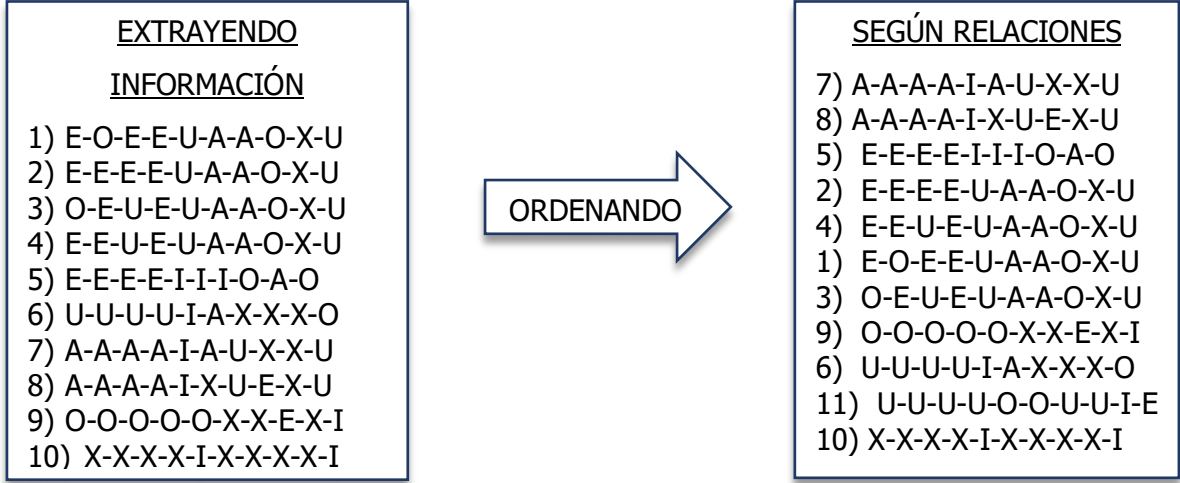 EXTRAYENDO
INFORMACIÓN
1) E-O-E-E-U-A-A-O-X-U
2) E-E-E-E-U-A-A-O-X-U
3) O-E-U-E-U-A-A-O-X-U
4) E-E-U-E-U-A-A-O-X-U
5) E-E-E-E-I-I-I-O-A-O
6) U-U-U-U-I-A-X-X-X-O
7) A-A-A-A-I-A-U-X-X-U
8) A-A-A-A-I-X-U-E-X-U
9) O-O-O-O-O-X-X-E-X-I
10) X-X-X-X-I-X-X-X-X-I
ORDENANDO
SEGÚN RELACIONES
7) A-A-A-A-I-A-U-X-X-U
8) A-A-A-A-I-X-U-E-X-U
5) E-E-E-E-I-I-I-O-A-O
2) E-E-E-E-U-A-A-O-X-U
4) E-E-U-E-U-A-A-O-X-U
1) E-O-E-E-U-A-A-O-X-U
3) O-E-U-E-U-A-A-O-X-U
9) O-O-O-O-O-X-X-E-X-I
6) U-U-U-U-I-A-X-X-X-O
11) U-U-U-U-O-O-U-U-I-E
10) X-X-X-X-I-X-X-X-X-I